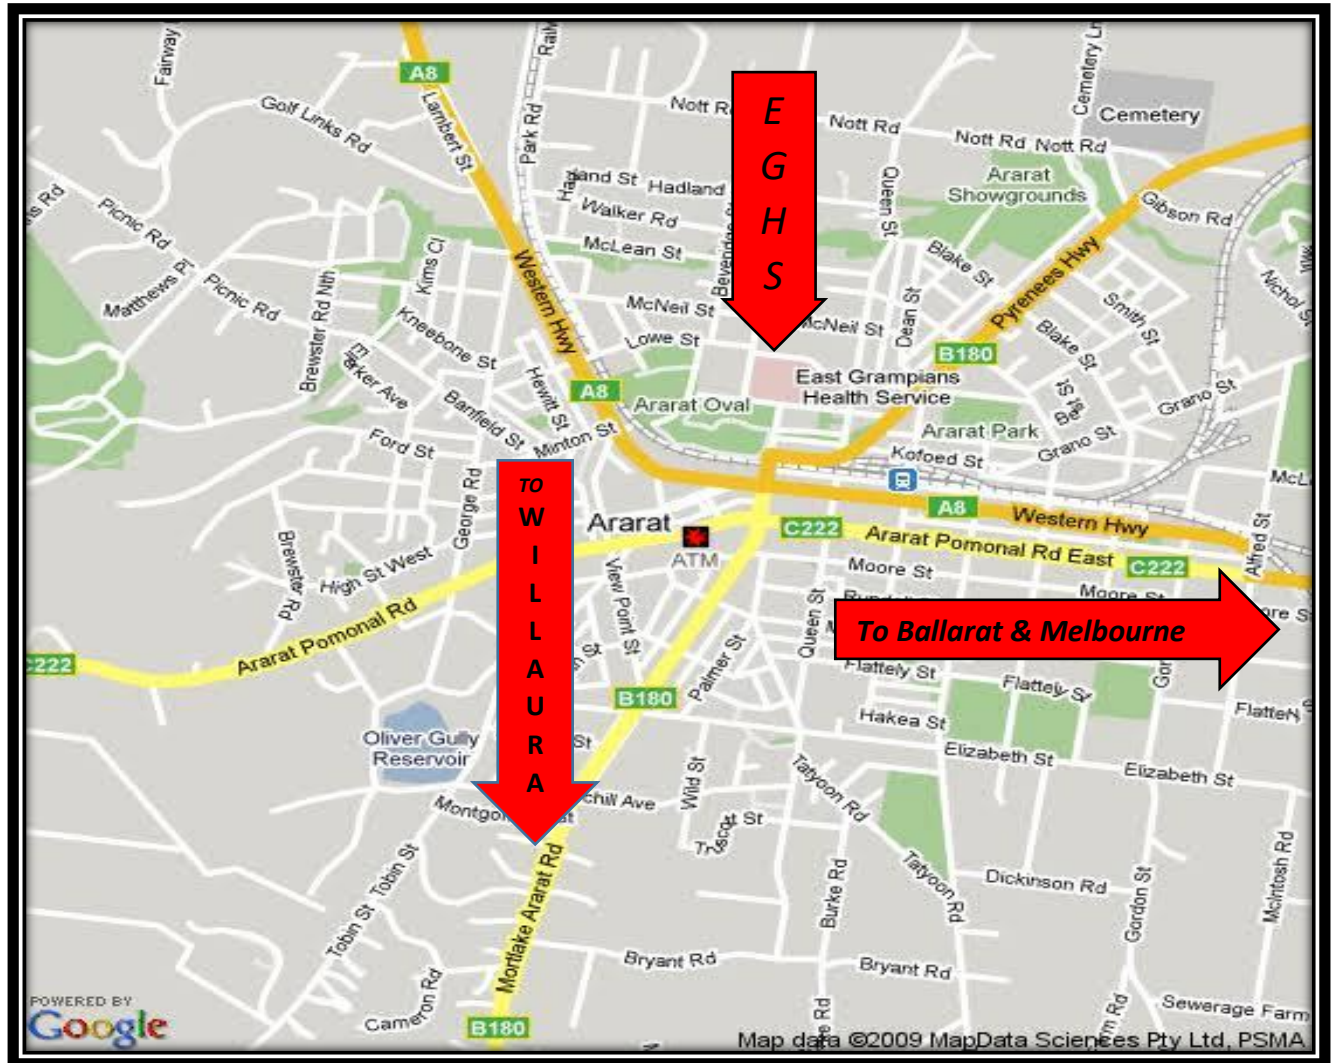 Fairway
A8
Rail
Cemetery Ln
Cemetery
Golf Links Rd
Lambert St
Park Rd
Nott Rd
Nott Rd
Nott Rd
Nott Rd
E
G
H
S
Ararat
Showgrounds
Gibson Rd
Hadland
Walker Rd
McLean St
Queen St
Picnic Rd
Matthews Pl
Picnic Rd
Kims Cl
Western Hwy
Blake St
Pyrenees Hwy
Smith St
Nichol St
Brewster Rd Nth
Kneebone St
McNeil St
McNeil St
Dean St
Lowe St
Blake St
B180
A8
East Grampians
Health Service
Hewitt St
Ararat Oval
Banfield St
Minton St
Ford St
Ararat Park
Grano St
Grano St
Kofoed St
George Rd
TO
W
I
L
L
A
U
R
A
Ararat
ATM
A8
Western Hwy
C222
Ararat Pomonal Rd East
C222
Alfred St
Brewster Rd
High St West
View Point St
Moore St
Moore St
Queen St
To Ballarat & Melbourne
Ararat Pomonal Rd
C222
Palmer St
B180
Flattely St
Flattely St
Hakea St
Elizabeth St
Elizabeth St
Oliver Gully
Reservoir
Wild St
Tatyoon Rd
Tatyoon Rd
Tobin St
Tobin St
Mortlake Ararat Rd
Burke Rd
Dickinson Rd
Gordon St
McIntosh Rd
Bryant Rd
Bryant Rd
Cameron Rd
B180
Sewerage Farm
POWERED BY
Google
Map data ©2009 MapData Sciences Pty Ltd, PSMA